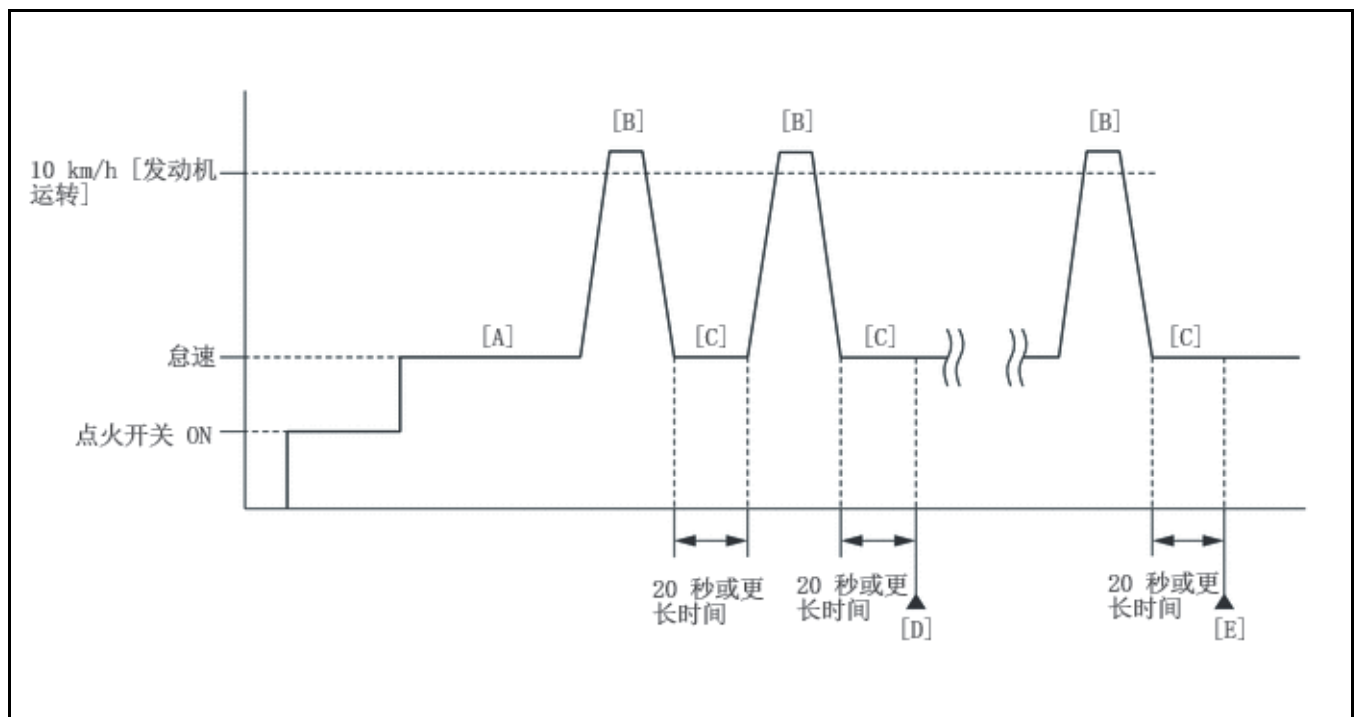 [B]
[B]
[B]
10 km/h [发动机
运转]
[A]
[C]
[C]
[C]
怠速
点火开关 ON
20 秒或更
长时间
20 秒或更
长时间
20 秒或更
长时间
[D]
[E]